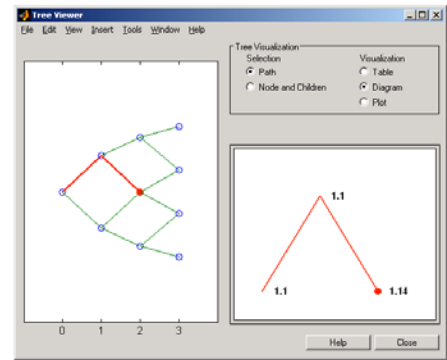 Tree Viewer
File Edit View Insert Tools Window Help
Tree Visualization
Selection Visualization
Path Table
Node and Children Diagram
Plot
1.1
1.1 1.14
0 1 2 3
Help Close